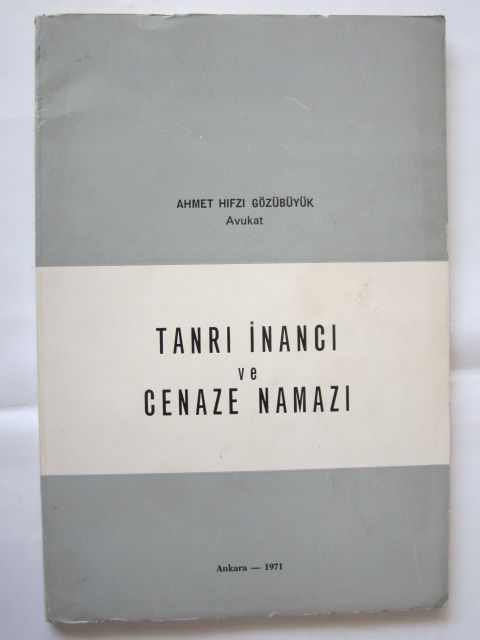 AHMET HIFZI GÖZÜBÜYÜK
Avukat
TANRI İNANCI
ve
CENAZE NAMAZI
Ankara — 1971